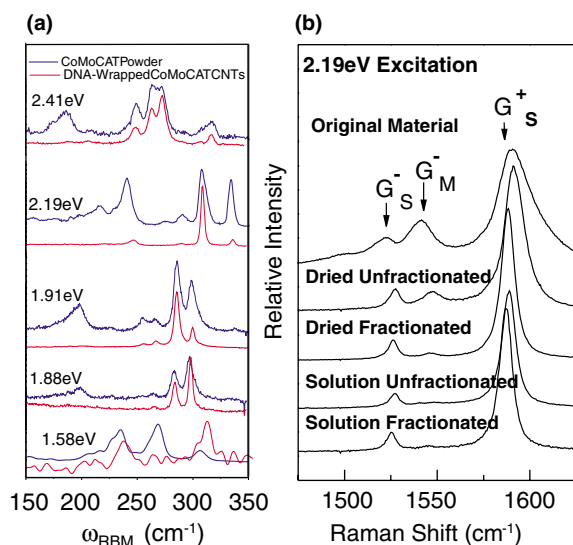 (a)
CoMoCATPowder
DNA-WrappedCoMoCATCNTs
2.41eV
2.19eV
1.91eV
1.88eV
1.58eV
150 200 250 300 350
ωRBM (cm⁻¹)
(b)
2.19eV Excitation
Original Material
G⁺S
G⁻S
G⁻M
Dried Unfractionated
Dried Fractionated
Solution Unfractionated
Solution Fractionated
Relative Intensity
1500 1550 1600
Raman Shift (cm⁻¹)